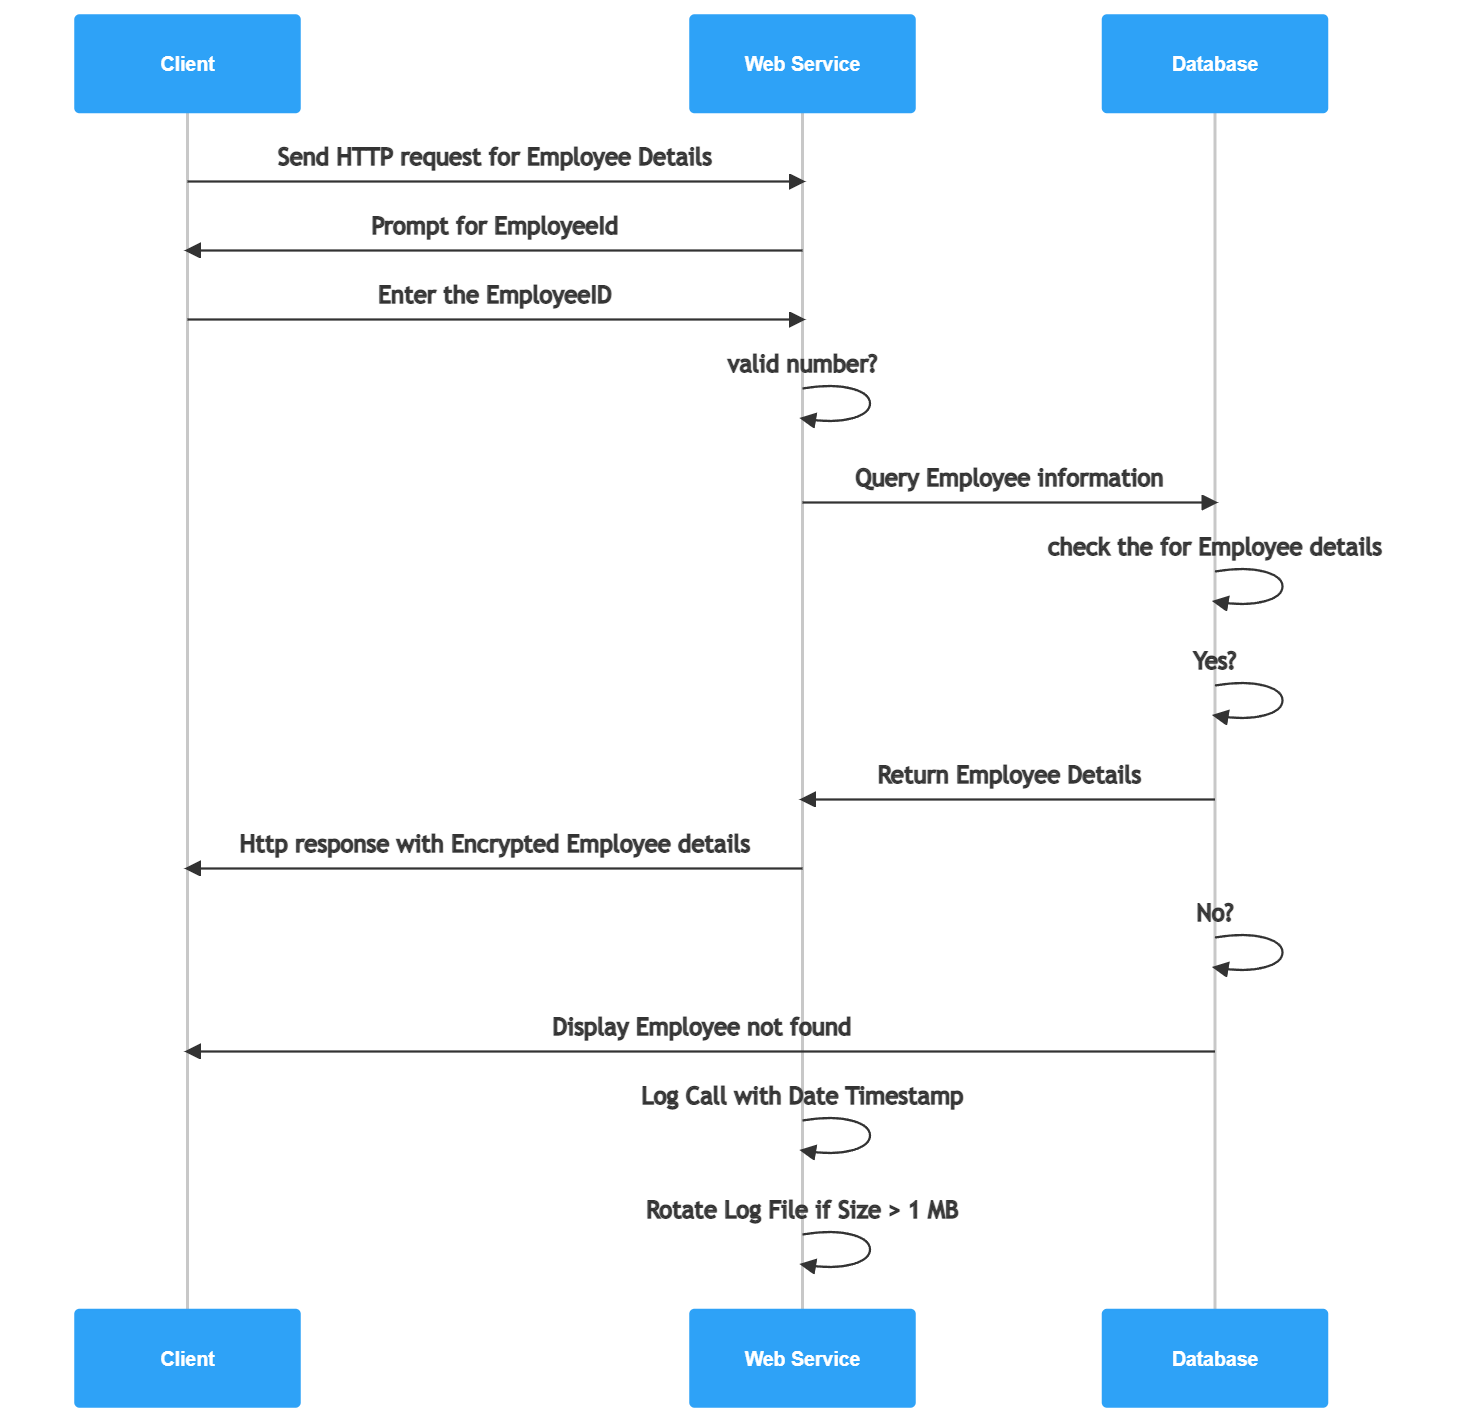 Client
Web Service
Database
Send HTTP request for Employee Details
Prompt for EmployeeId
Enter the EmployeeID
valid number?
Query Employee information
check the for Employee details
Yes?
Return Employee Details
Http response with Encrypted Employee details
No?
Display Employee not found
Log Call with Date Timestamp
Rotate Log File if Size > 1 MB
Client
Web Service
Database